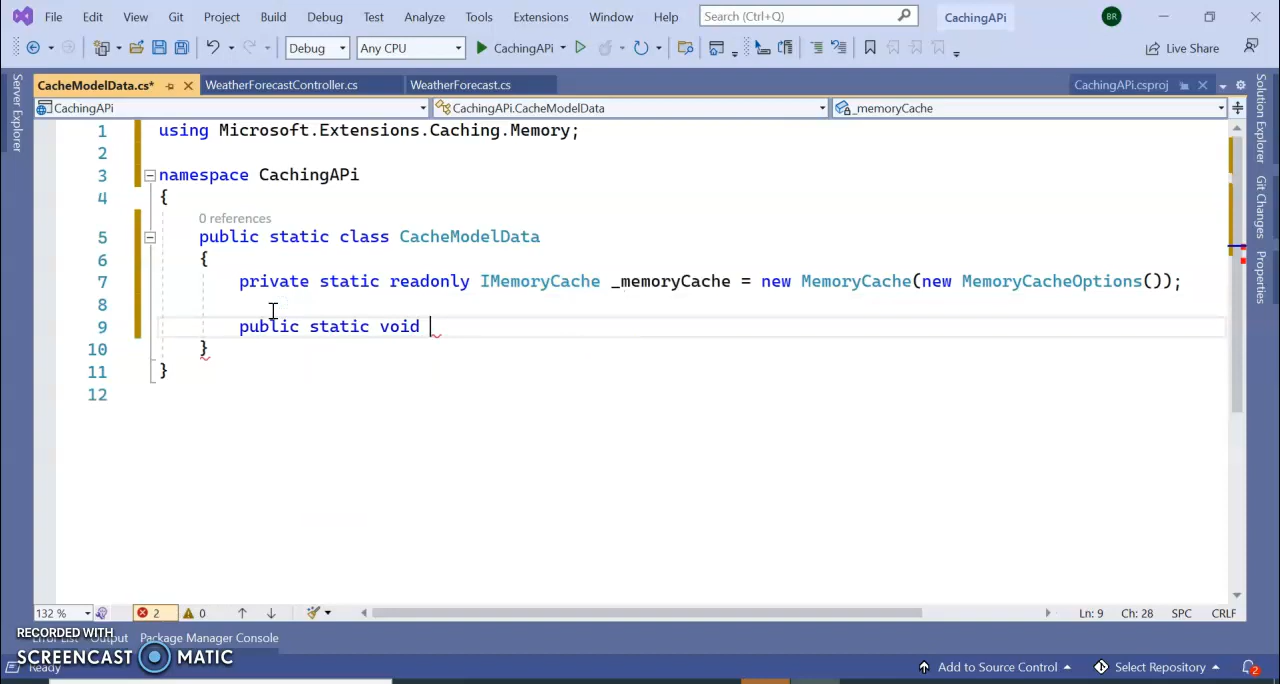 File Edit View Git Project Build Debug Test Analyze Tools Extensions Window Help Search (Ctrl+Q) CachingAPi BR
Debug Any CPU CachingAPi Live Share
CacheModelData.cs* WeatherForecastController.cs WeatherForecast.cs CachingAPi.csproj
CachingAPi CachingAPi.CacheModelData _memoryCache
Server Explorer
Solution Explorer
Git Changes
Properties
1 using Microsoft.Extensions.Caching.Memory;
2
3 namespace CachingAPi
4 {
0 references
5 public static class CacheModelData
6 {
7 private static readonly IMemoryCache _memoryCache = new MemoryCache(new MemoryCacheOptions());
8
9 public static void
10 }
11 }
12
132 % 2 0 Ln: 9 Ch: 28 SPC CRLF
RECORDED WITH
Error List Output Package Manager Console
SCREENCAST MATIC
Ready Add to Source Control Select Repository 2